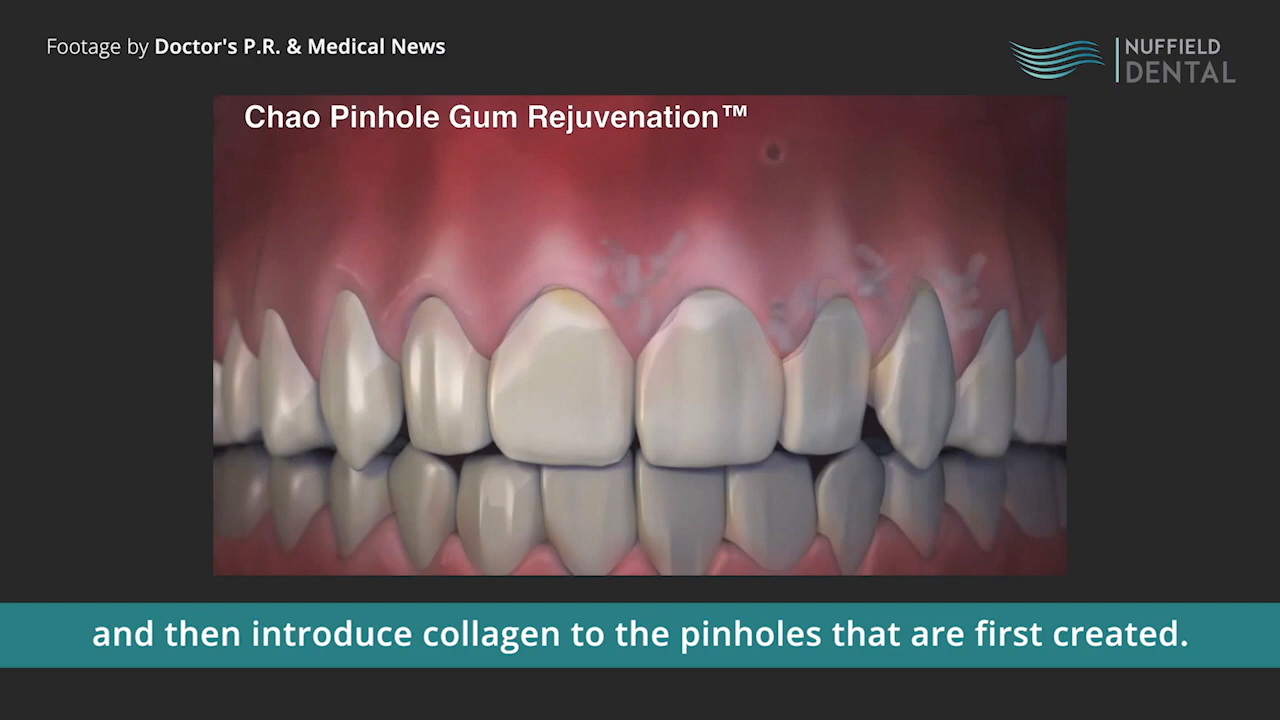 Footage by Doctor's P.R. & Medical News
NUFFIELD
DENTAL
Chao Pinhole Gum Rejuvenation™
and then introduce collagen to the pinholes that are first created.